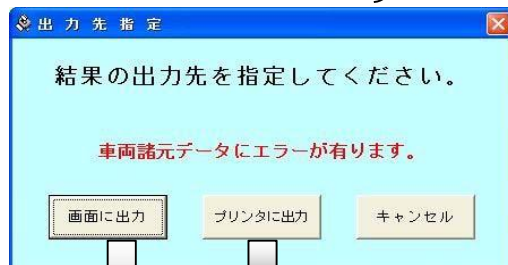 出力先指定
結果の出力先を指定してください。
車両諸元データにエラーが有ります。
画面に出力 プリンタに出力 キャンセル